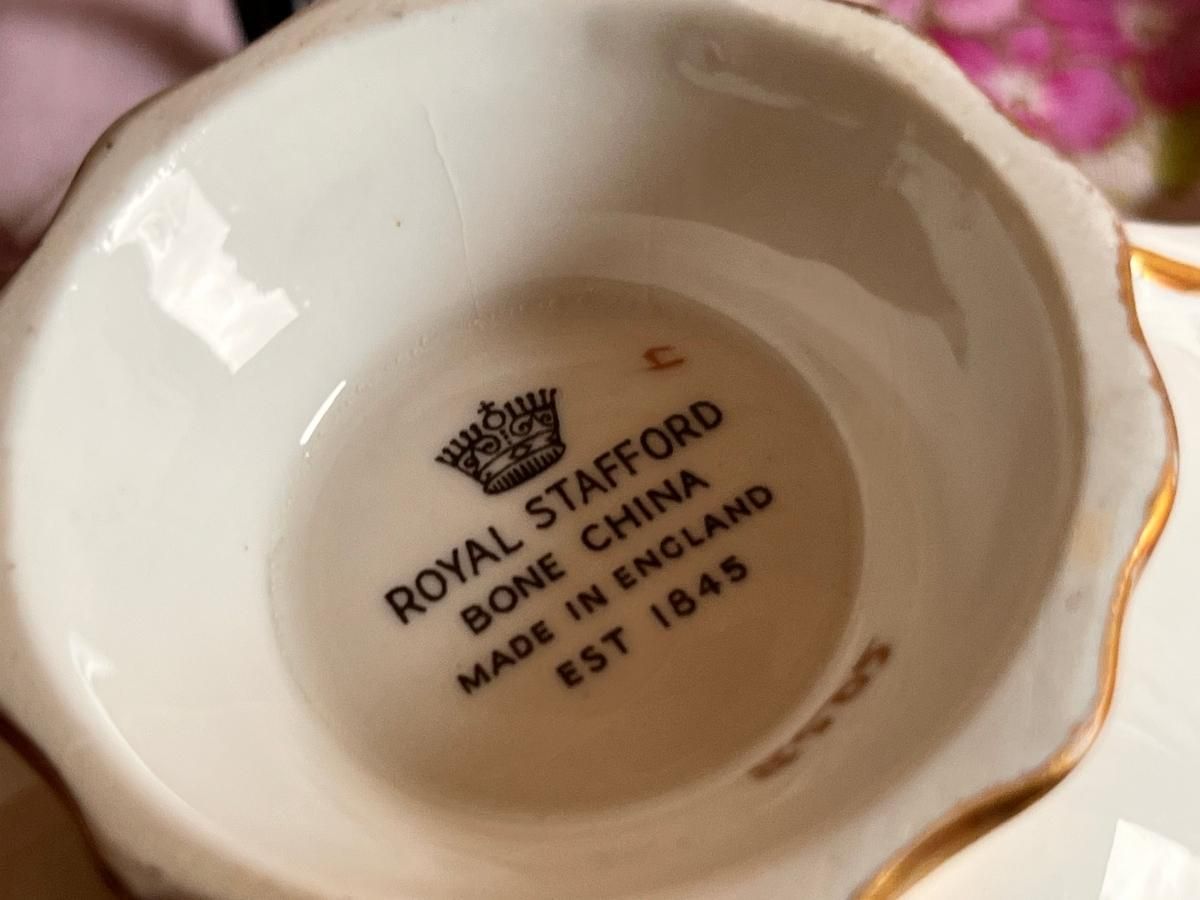 ROYAL STAFFORD
BONE CHINA
MADE IN ENGLAND
EST 1845